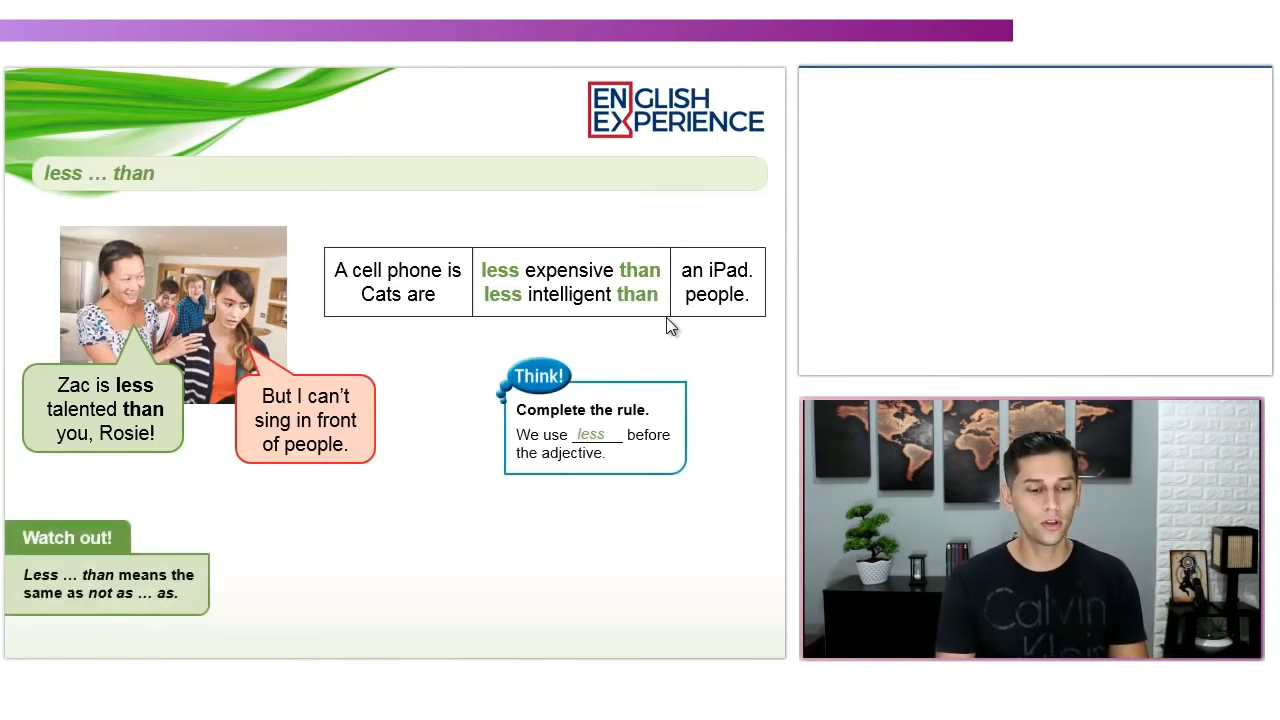 ENGLISH
EXPERIENCE
less … than
A cell phone is less expensive than an iPad.
Cats are less intelligent than people.
Zac is less
talented than
you, Rosie!
But I can't
sing in front
of people.
Think!
Complete the rule.
We use less before
the adjective.
Watch out!
Less … than means the
same as not as … as.
Calvin
Klein